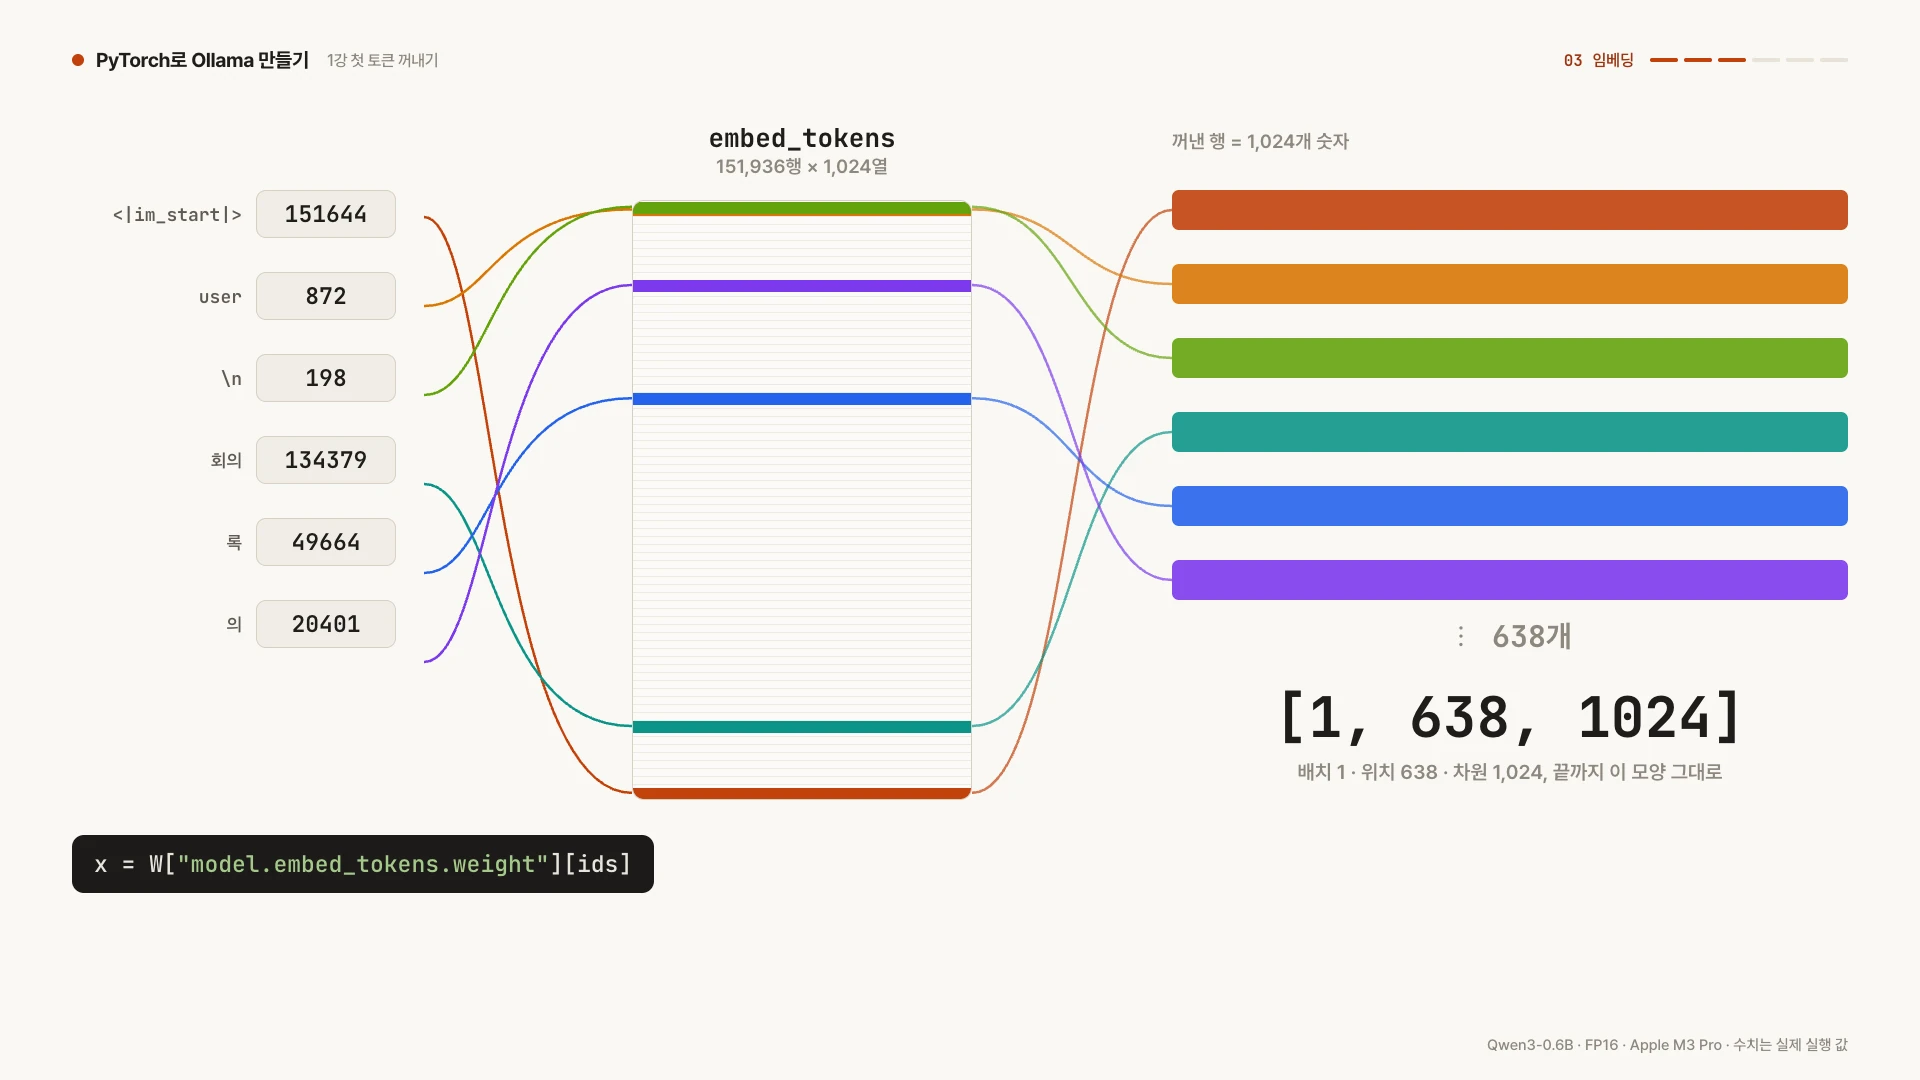 PyTorch로 Ollama 만들기 1강 첫 토큰 꺼내기
03 임베딩
embed_tokens
151,936행 × 1,024열
꺼낸 행 = 1,024개 숫자
<|im_start|> 151644
user 872
\n 198
회의 134379
록 49664
의 20401
⋮ 638개
[1, 638, 1024]
배치 1 · 위치 638 · 차원 1,024, 끝까지 이 모양 그대로
x = W["model.embed_tokens.weight"][ids]
Qwen3-0.6B · FP16 · Apple M3 Pro · 수치는 실제 실행 값